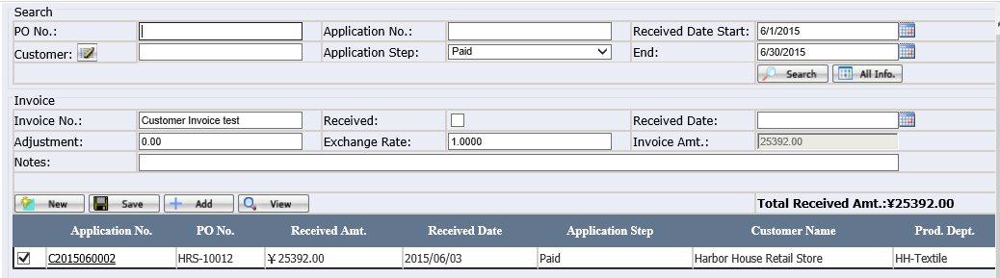 Search
PO No.: Application No.: Received Date Start: 6/1/2015
Customer: Application Step: Paid End: 6/30/2015
Search All Info.
Invoice
Invoice No.: Customer Invoice test Received: Received Date:
Adjustment: 0.00 Exchange Rate: 1.0000 Invoice Amt.: 25392.00
Notes:
New Save Add View Total Received Amt.:¥25392.00
Application No. PO No. Received Amt. Received Date Application Step Customer Name Prod. Dept.
C2015060002 HRS-10012 ¥25392.00 2015/06/03 Paid Harbor House Retail Store HH-Textile